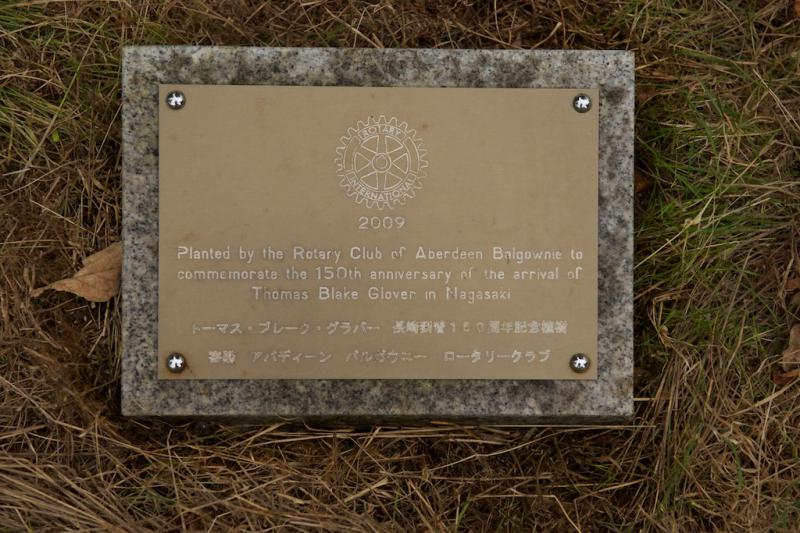 ROTARY
INTERNATIONAL
2009
Planted by the Rotary Club of Aberdeen Balgownie to
commemorate the 150th anniversary of the arrival of
Thomas Blake Glover in Nagasaki
トーマス・ブレーク・グラバー 長崎到着150周年記念植樹
アバディーン バルゴウニー ロータリークラブ